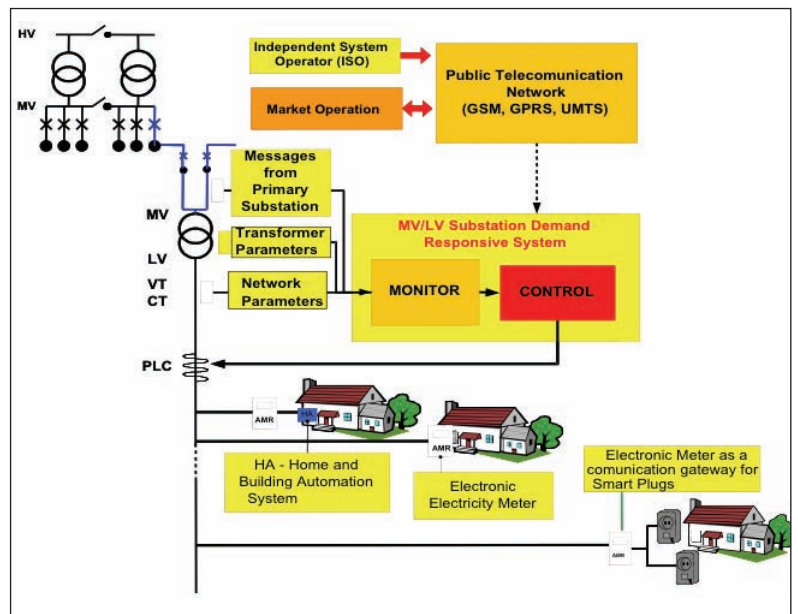 HV
MV
Independent System
Operator (ISO)
Market Operation
Public Telecomunication
Network
(GSM, GPRS, UMTS)
Messages
from
Primary
Substation
MV
LV
Transformer
Parameters
VT
CT
Network
Parameters
MV/LV Substation Demand
Responsive System
MONITOR
CONTROL
PLC
AMR
HA
AMR
HA - Home and
Building Automation
System
Electronic
Electricity Meter
Electronic Meter as a
comunication gateway for
Smart Plugs
AMR